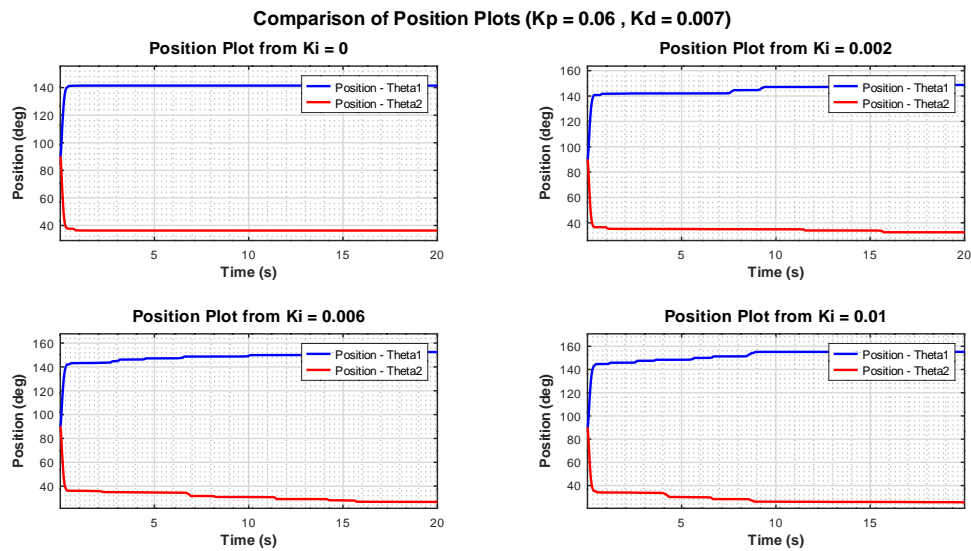 Comparison of Position Plots (Kp = 0.06 , Kd = 0.007)
Position Plot from Ki = 0
Position (deg)
140
120
100
80
60
40
5
10
15
20
Time (s)
Position - Theta1
Position - Theta2
Position Plot from Ki = 0.002
Position (deg)
160
140
120
100
80
60
40
5
10
15
20
Time (s)
Position - Theta1
Position - Theta2
Position Plot from Ki = 0.006
Position (deg)
160
140
120
100
80
60
40
5
10
15
20
Time (s)
Position - Theta1
Position - Theta2
Position Plot from Ki = 0.01
Position (deg)
160
140
120
100
80
60
40
5
10
15
20
Time (s)
Position - Theta1
Position - Theta2